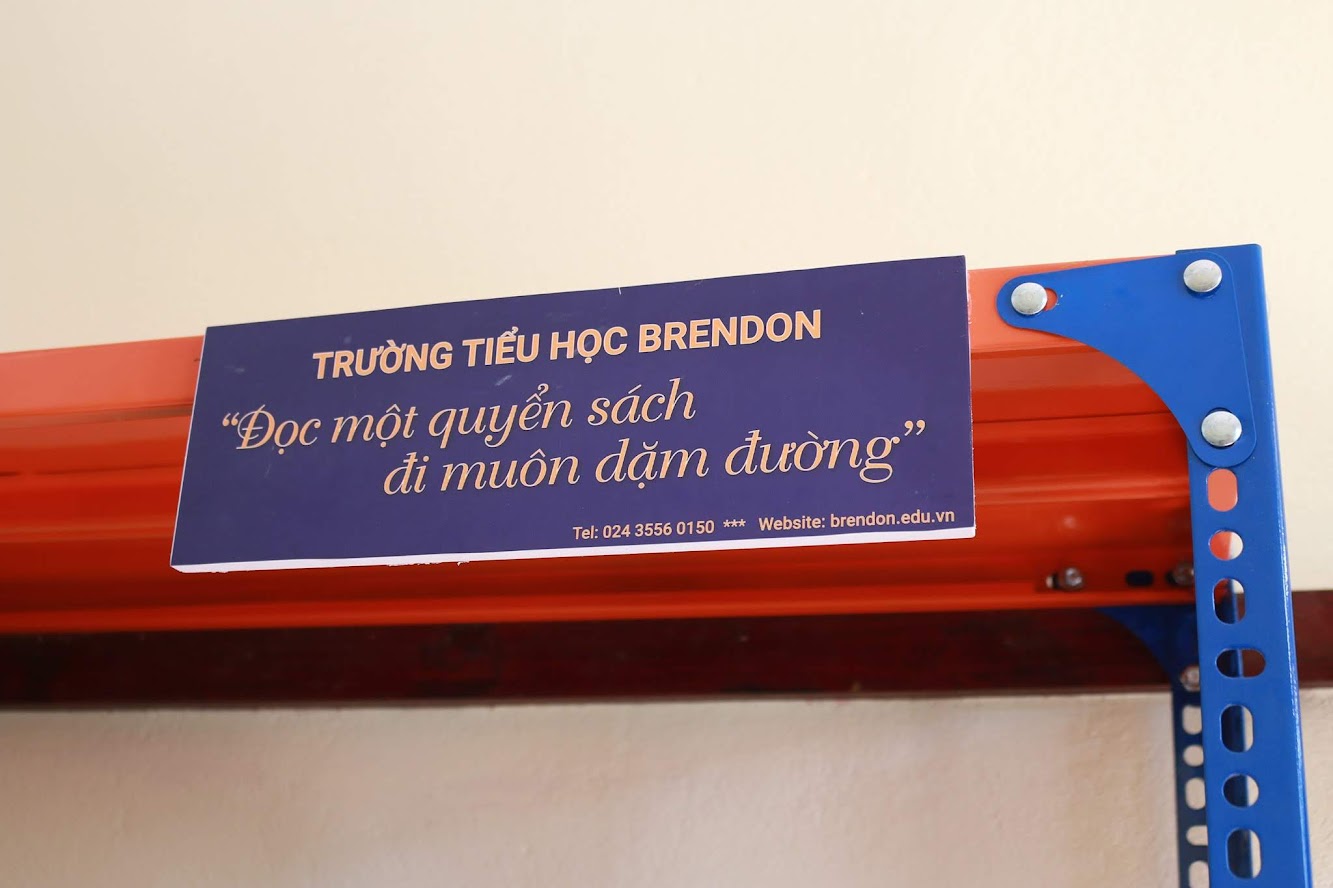 TRƯỜNG TIỂU HỌC BRENDON
“Đọc một quyển sách
đi muôn dặm đường”
Tel: 024 3556 0150 *** Website: brendon.edu.vn